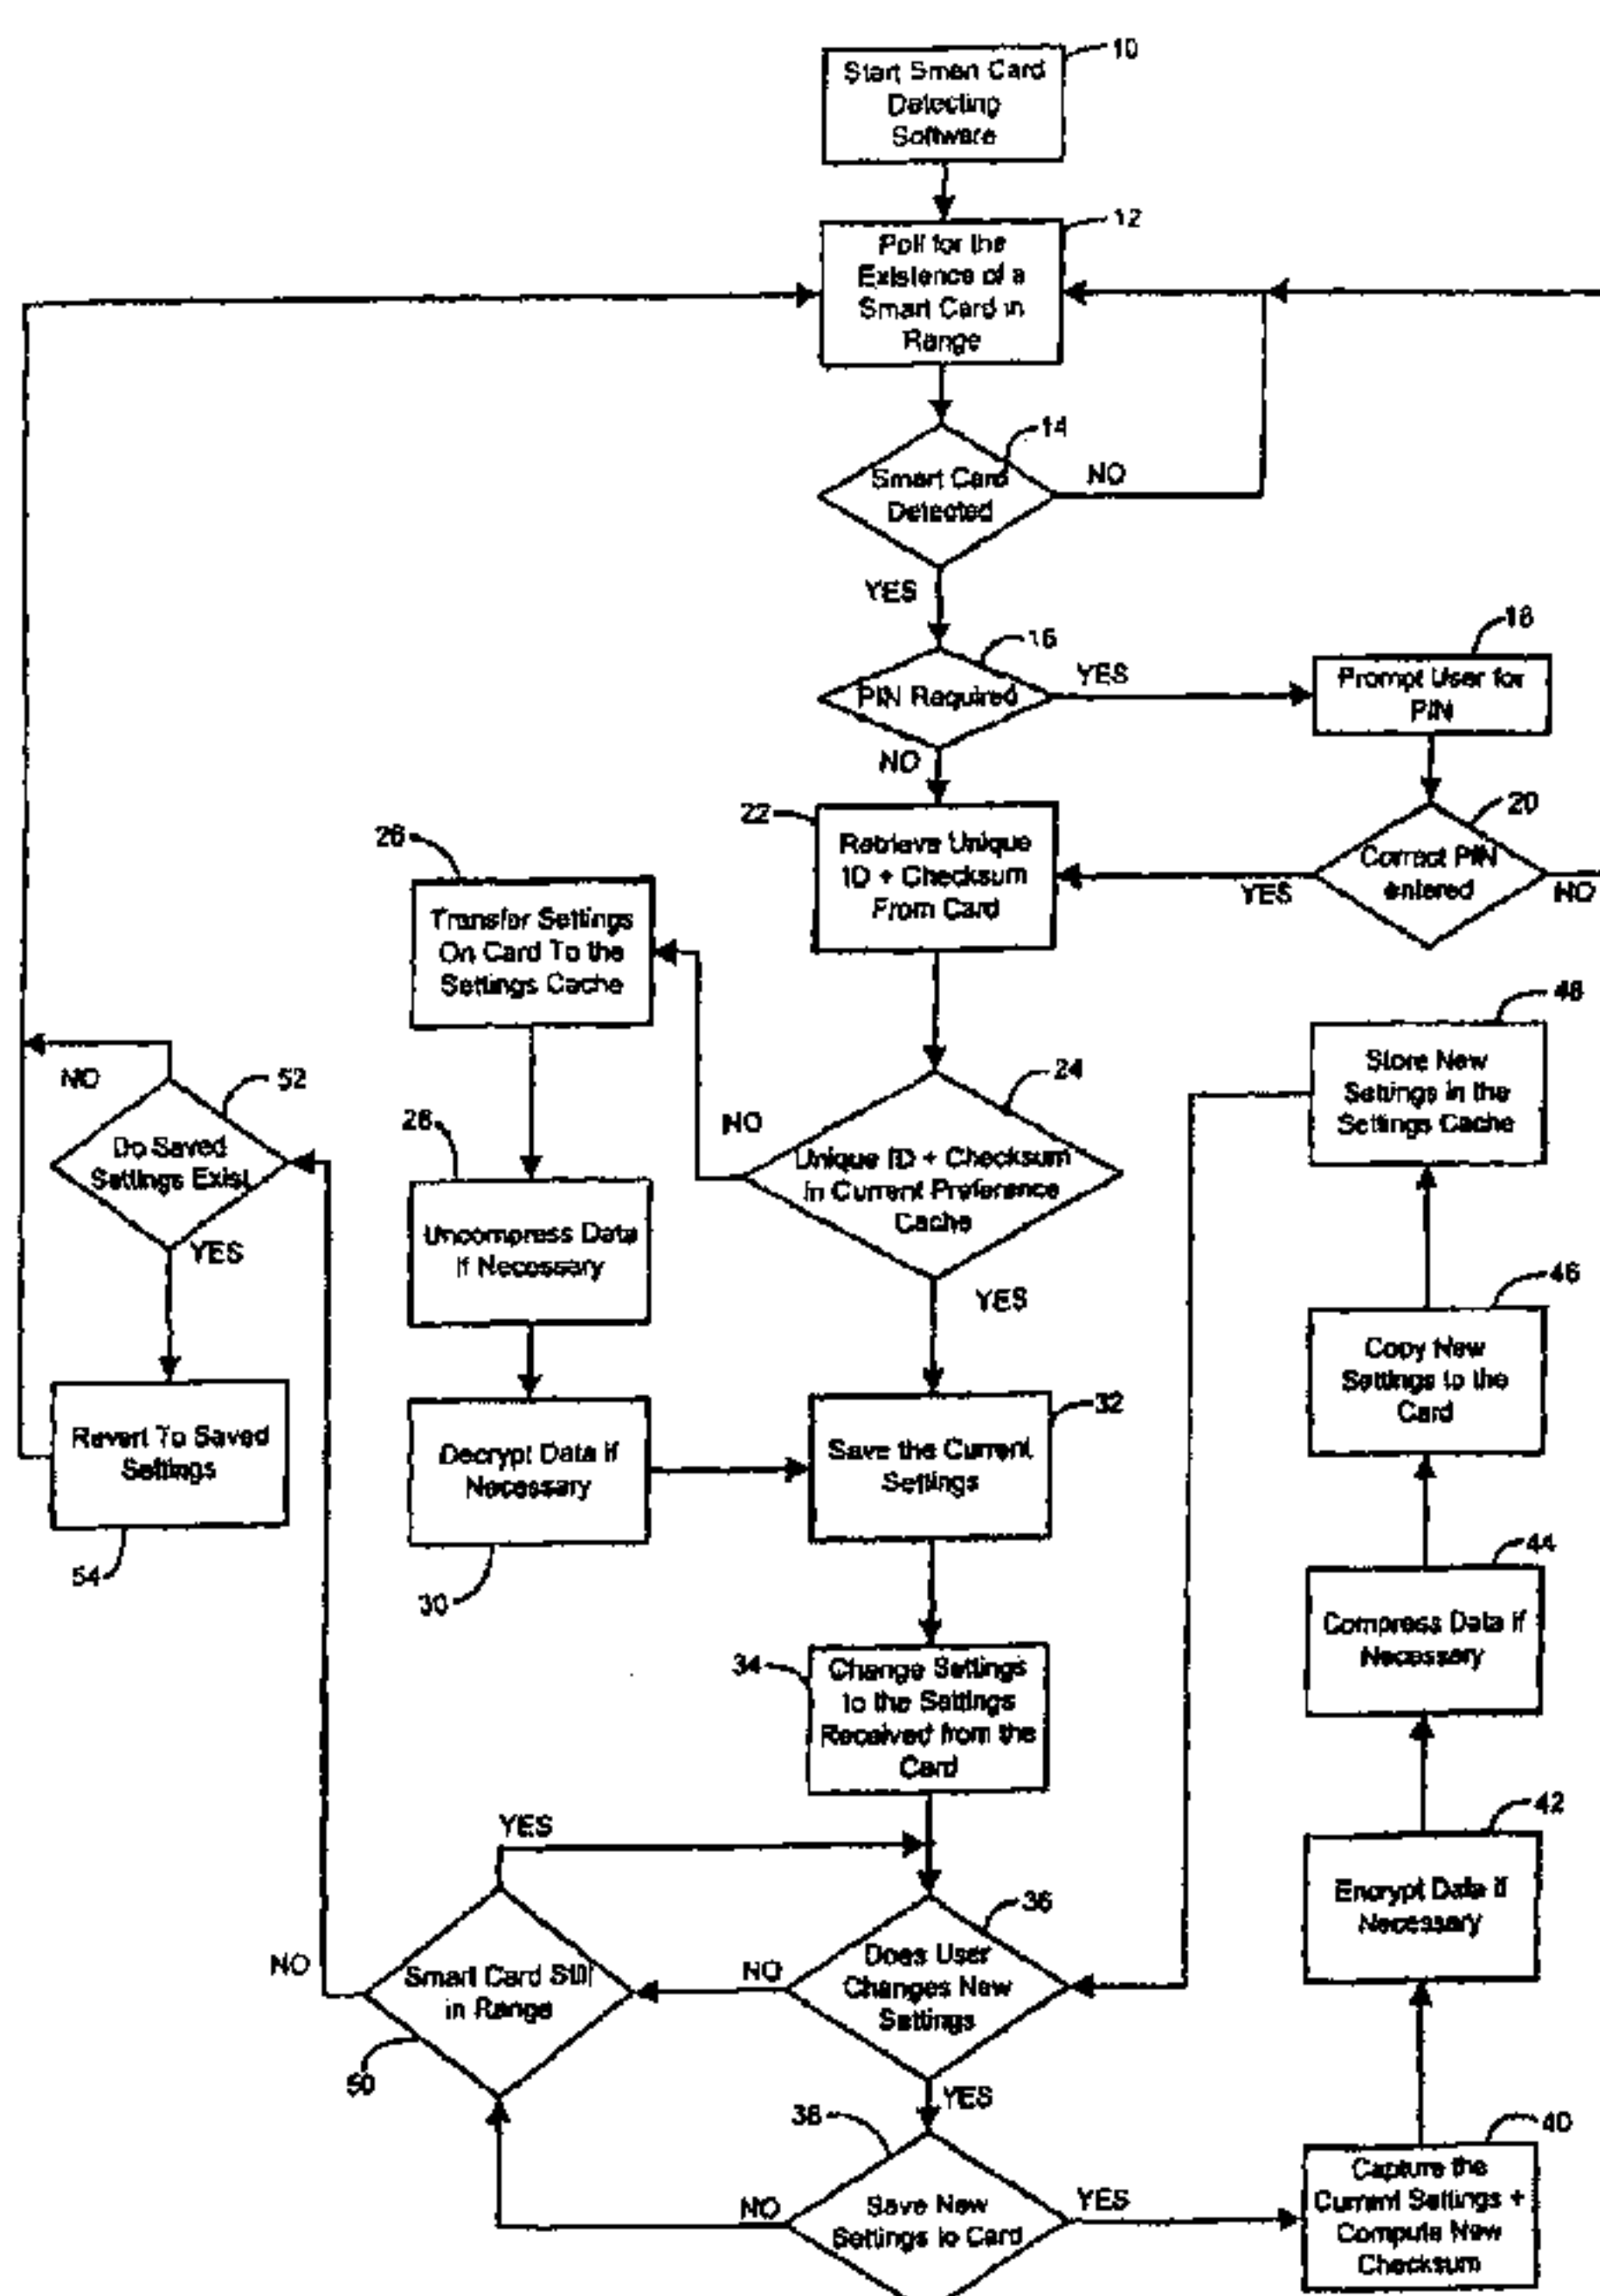 10
Start Smart Card
Detecting
Software
12
Poll for the
Existence of a
Smart Card in
Range
14
Smart Card
Detected
NO
YES
16
PIN Required
YES
NO
18
Prompt User for
PIN
20
Correct PIN
entered
YES
NO
22
Retrieve Unique
ID + Checksum
From Card
26
Transfer Settings
On Card To the
Settings Cache
24
Unique ID + Checksum
in Current Preference
Cache
NO
YES
48
Store New
Settings in the
Settings Cache
NO
52
Do Saved
Settings Exist
YES
28
Uncompress Data
If Necessary
46
Copy New
Settings to the
Card
Revert To Saved
Settings
54
Decrypt Data if
Necessary
30
32
Save the Current
Settings
44
Compress Data if
Necessary
34
Change Settings
to the Settings
Received from the
Card
42
Encrypt Data if
Necessary
YES
Smart Card Still
in Range
NO
50
36
Does User
Changes New
Settings
NO
YES
38
Save New
Settings to Card
NO
YES
40
Capture the
Current Settings +
Compute New
Checksum